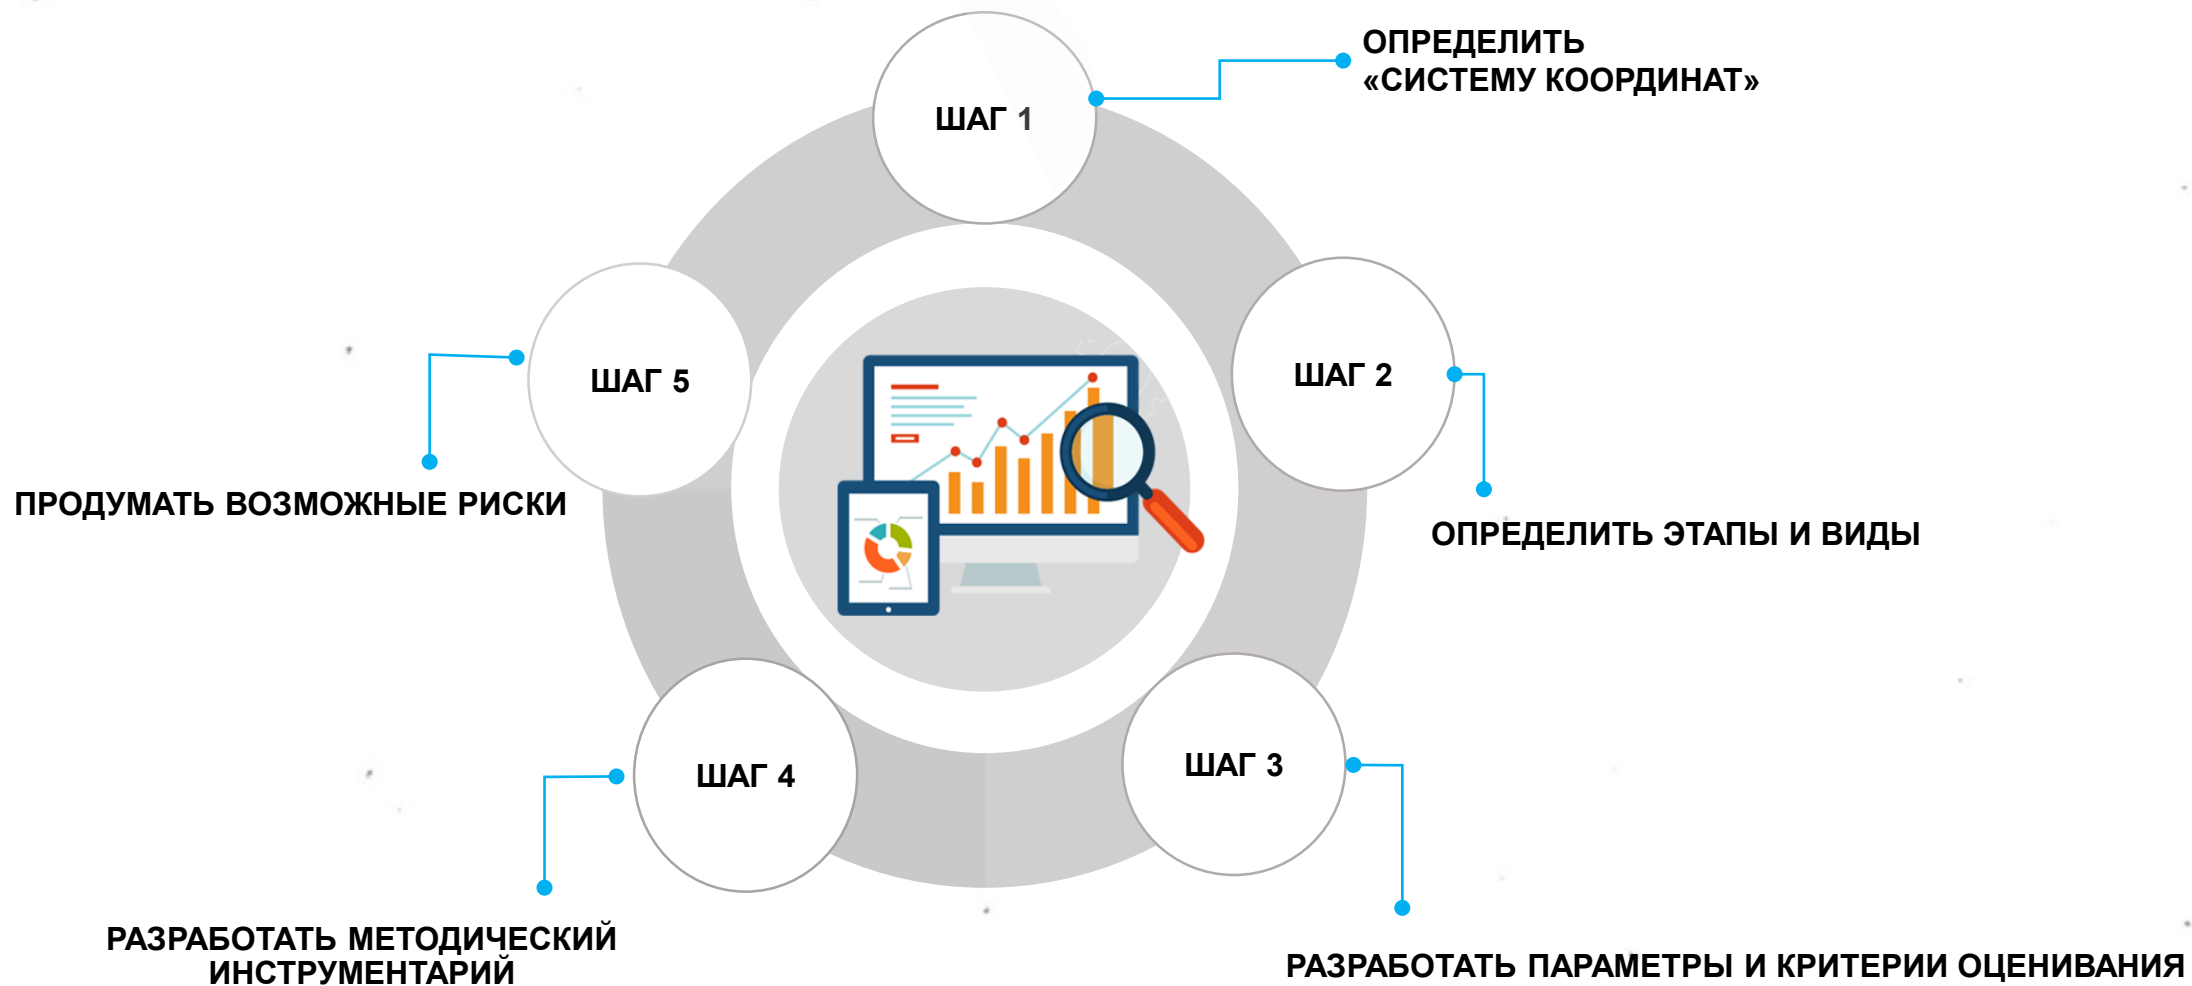 ШАГ 1
ОПРЕДЕЛИТЬ
«СИСТЕМУ КООРДИНАТ»
ШАГ 2
ОПРЕДЕЛИТЬ ЭТАПЫ И ВИДЫ
ШАГ 3
РАЗРАБОТАТЬ ПАРАМЕТРЫ И КРИТЕРИИ ОЦЕНИВАНИЯ
ШАГ 4
РАЗРАБОТАТЬ МЕТОДИЧЕСКИЙ
ИНСТРУМЕНТАРИЙ
ШАГ 5
ПРОДУМАТЬ ВОЗМОЖНЫЕ РИСКИ